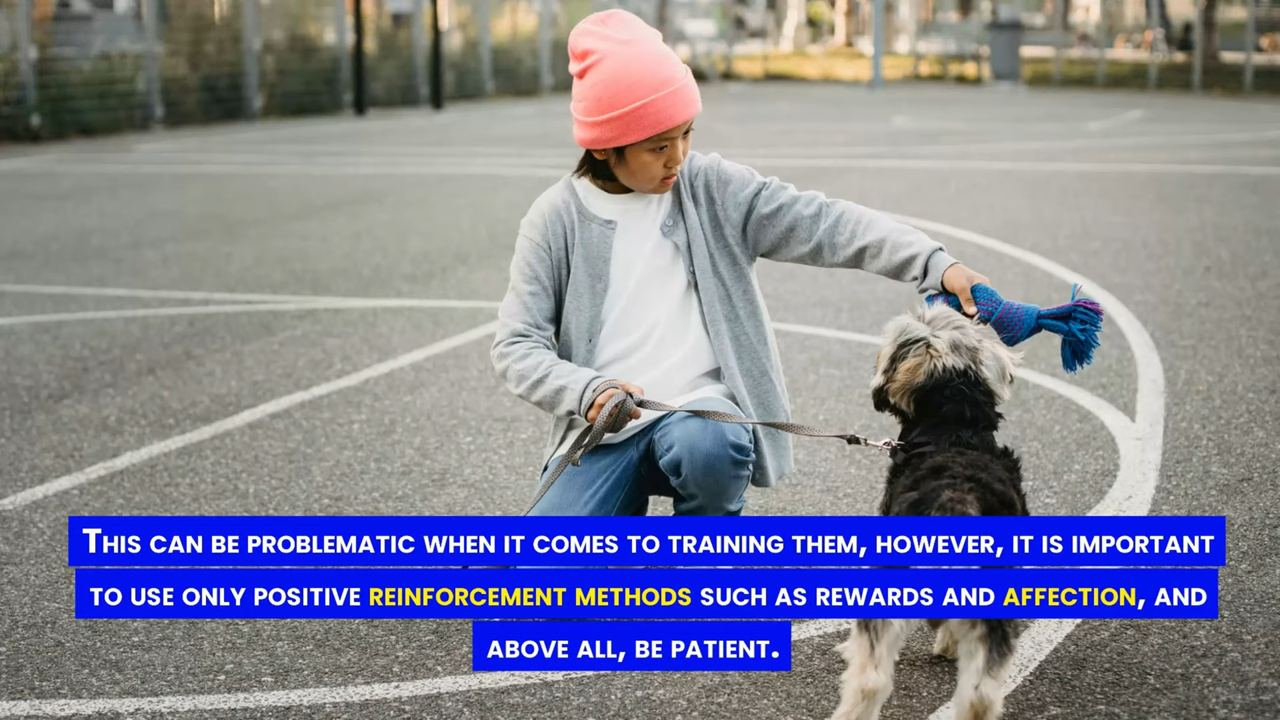 This can be problematic when it comes to training them, however, it is important
to use only positive reinforcement methods such as rewards and affection, and
above all, be patient.